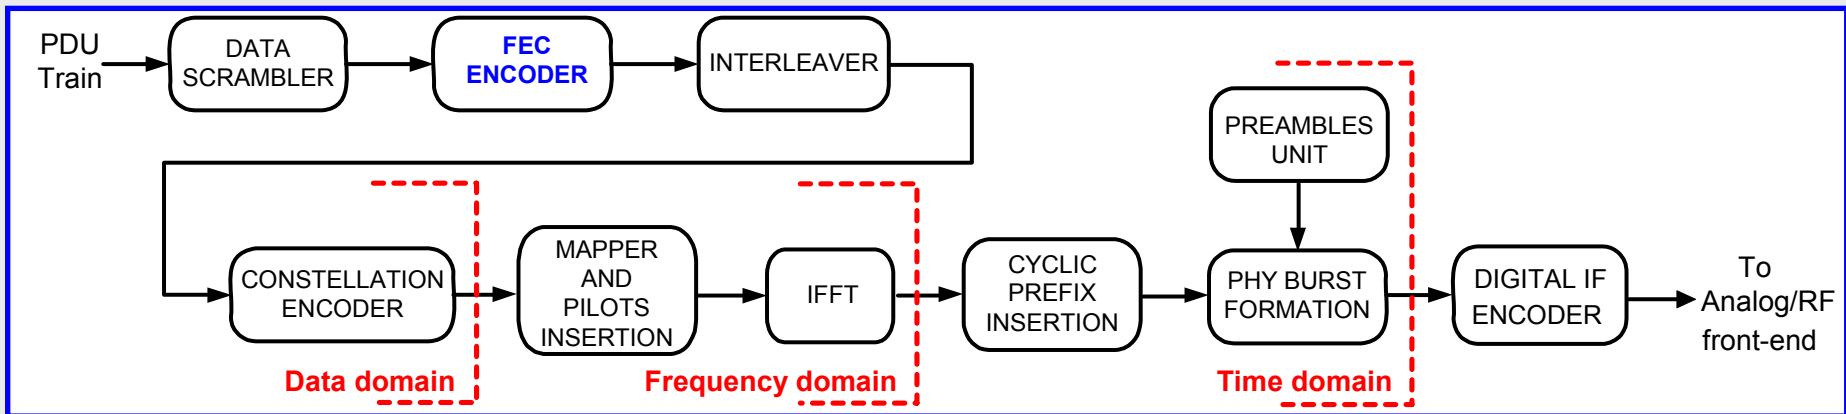 PDU
Train
DATA
SCRAMBLER
FEC
ENCODER
INTERLEAVER
PREAMBLES
UNIT
CONSTELLATION
ENCODER
MAPPER
AND
PILOTS
INSERTION
IFFT
CYCLIC
PREFIX
INSERTION
PHY BURST
FORMATION
DIGITAL IF
ENCODER
To
Analog/RF
front-end
Data domain
Frequency domain
Time domain